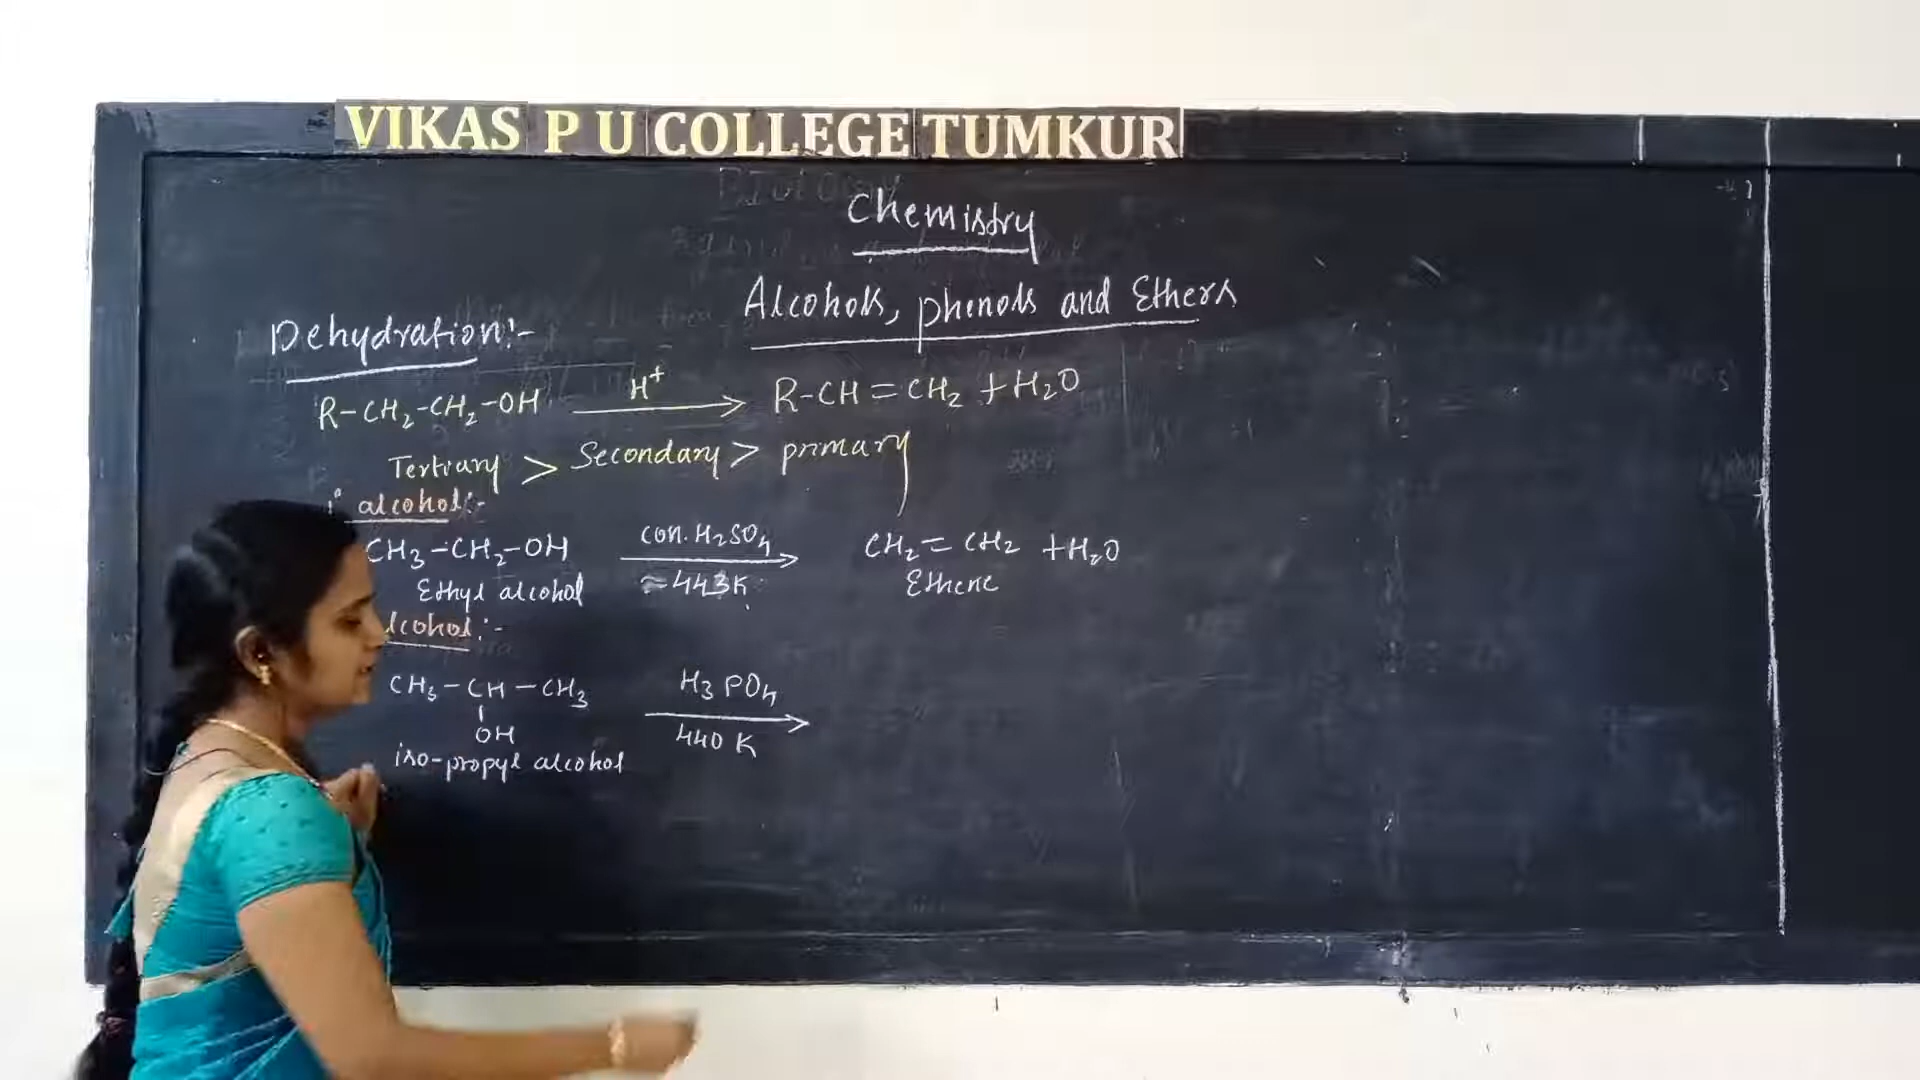 VIKAS P U COLLEGE TUMKUR
Chemistry
Alcohols, phenols and Ethers
Dehydration:-
R-CH₂-CH₂-OH H⁺ R-CH=CH₂ + H₂O
Tertiary > Secondary > primary
alcohol:-
CH₃-CH₂-OH con. H₂SO₄ ≈443K CH₂=CH₂ + H₂O
Ethyl alcohol Ethene
lcohol:-
CH₃-CH-CH₃ H₃PO₄ 440 K
OH
iso-propyl alcohol